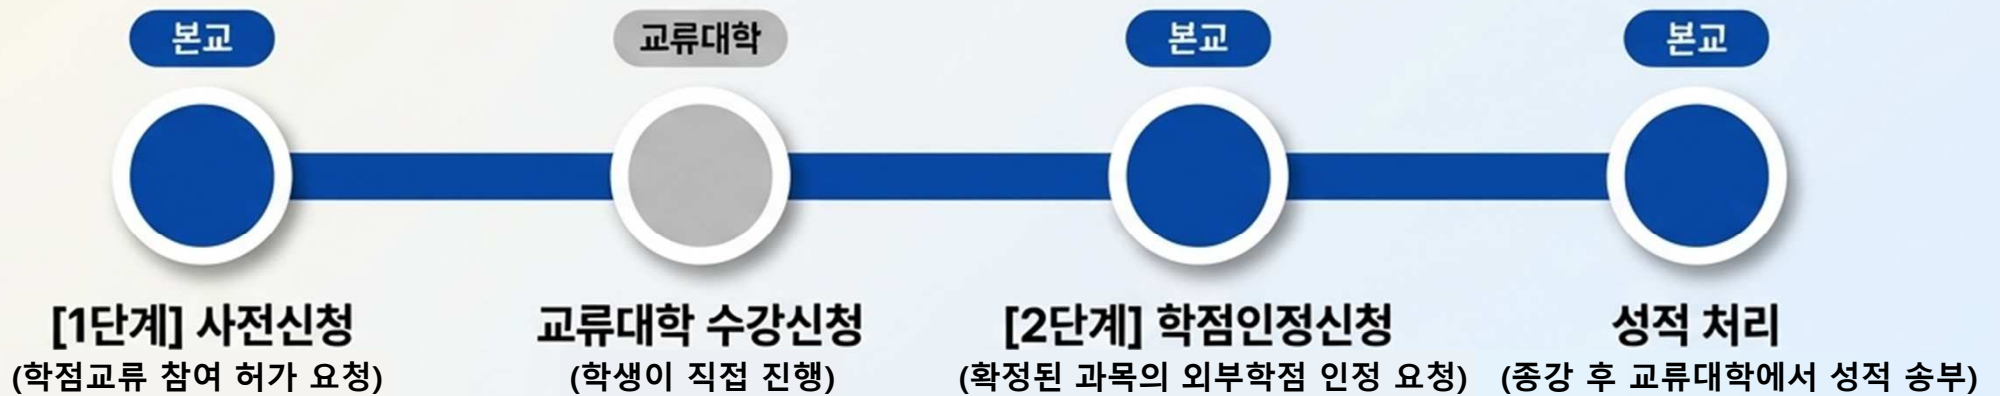 본교
교류대학
본교
본교
[1단계] 사전신청
(학점교류 참여 허가 요청)
교류대학 수강신청
(학생이 직접 진행)
[2단계] 학점인정신청
(확정된 과목의 외부학점 인정 요청)
성적 처리
(종강 후 교류대학에서 성적 송부)